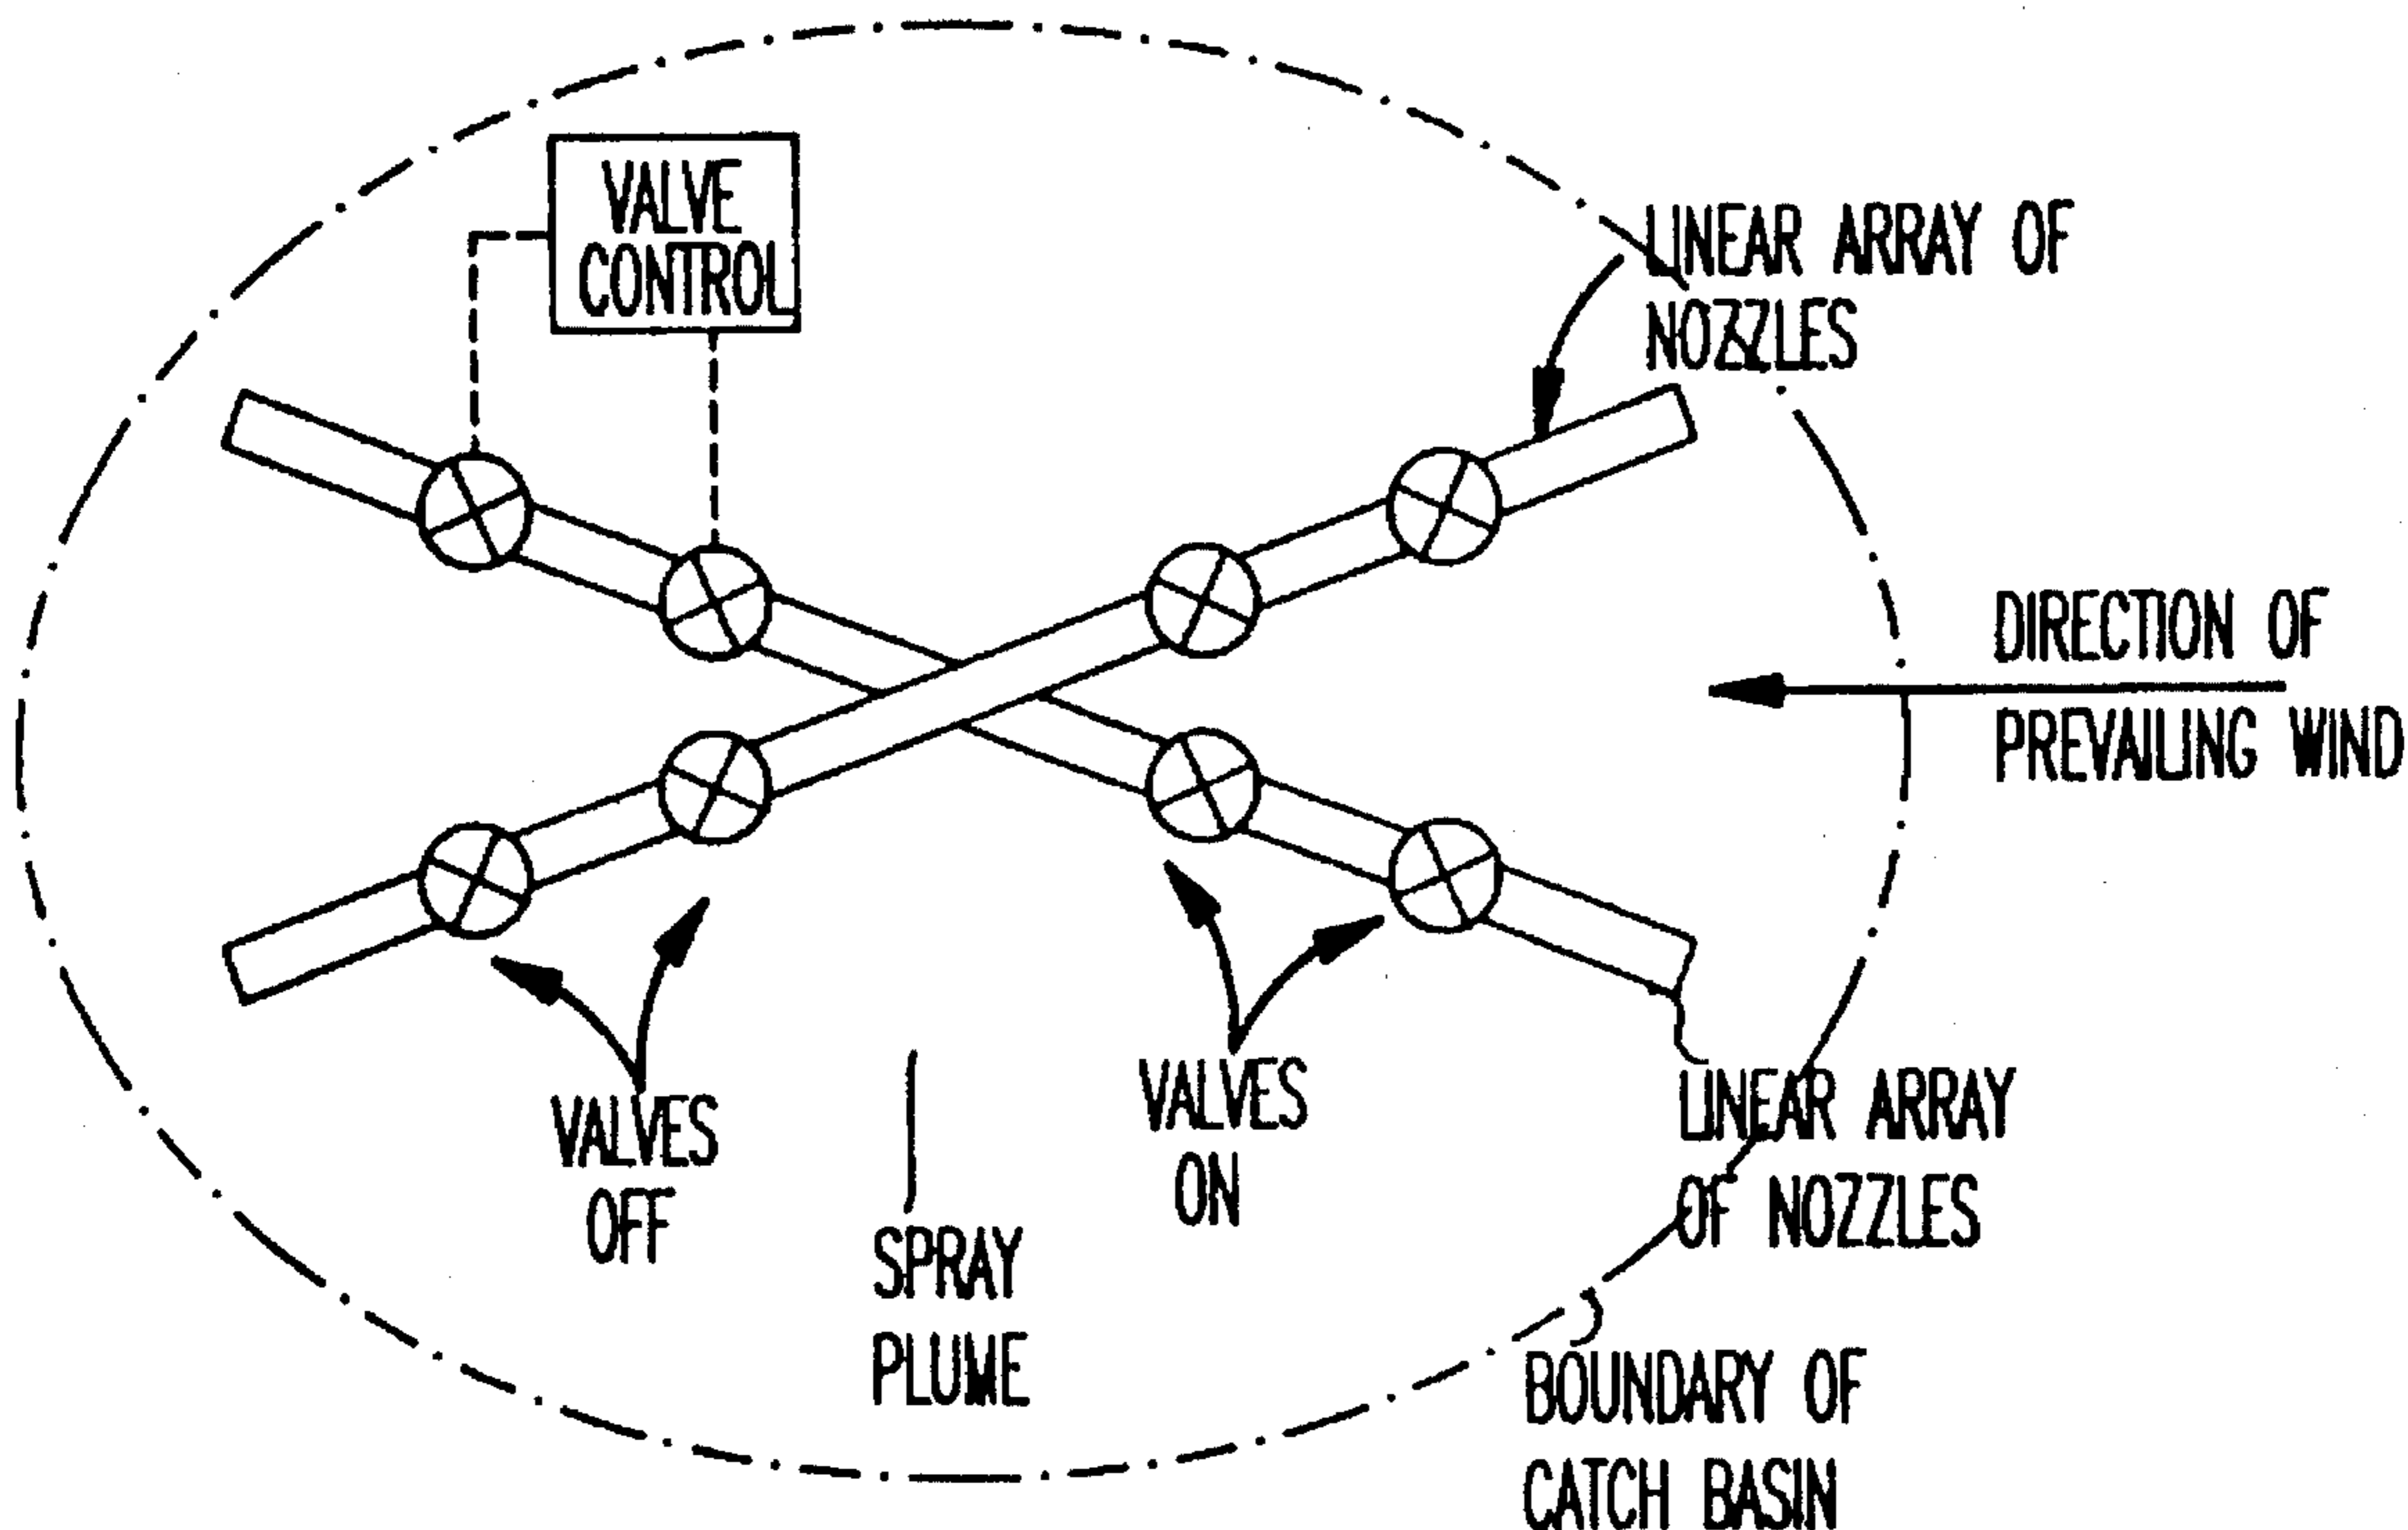 VALVE
CONTROL
LINEAR ARRAY OF
NOZZLES
DIRECTION OF
PREVAILING WIND
VALVES
OFF
SPRAY
PLUME
VALVES
ON
LINEAR ARRAY
OF NOZZLES
BOUNDARY OF
CATCH BASIN